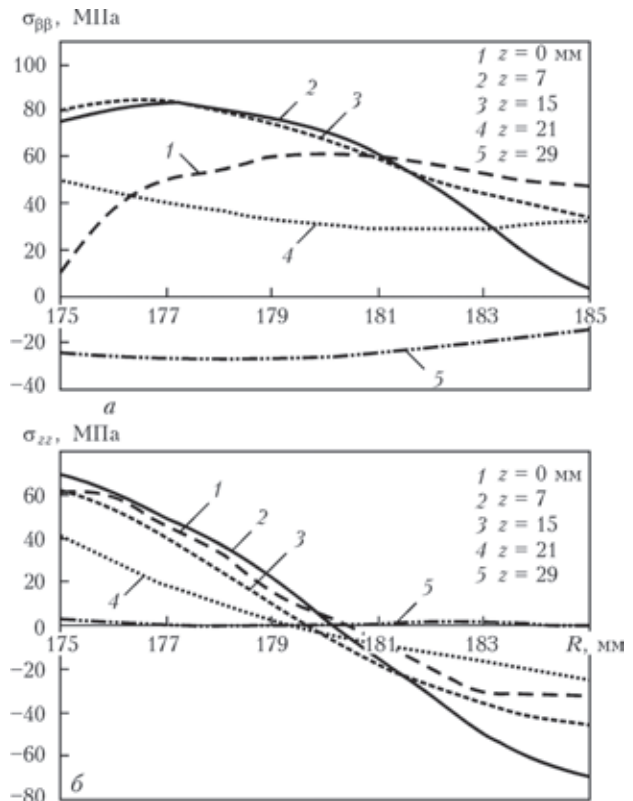 σββ, МПа
100
80
60
40
20
0
1 z = 0 мм
2 z = 7
3 z = 15
4 z = 21
5 z = 29
2
3
1
4
175 177 179 181 183 185
−20
−40
5
а
σzz, МПа
60
40
20
0
1 z = 0 мм
2 z = 7
3 z = 15
4 z = 21
5 z = 29
1
2
3
4
5
175 177 179 181 183 R, мм
−20
−40
−60
−80
б